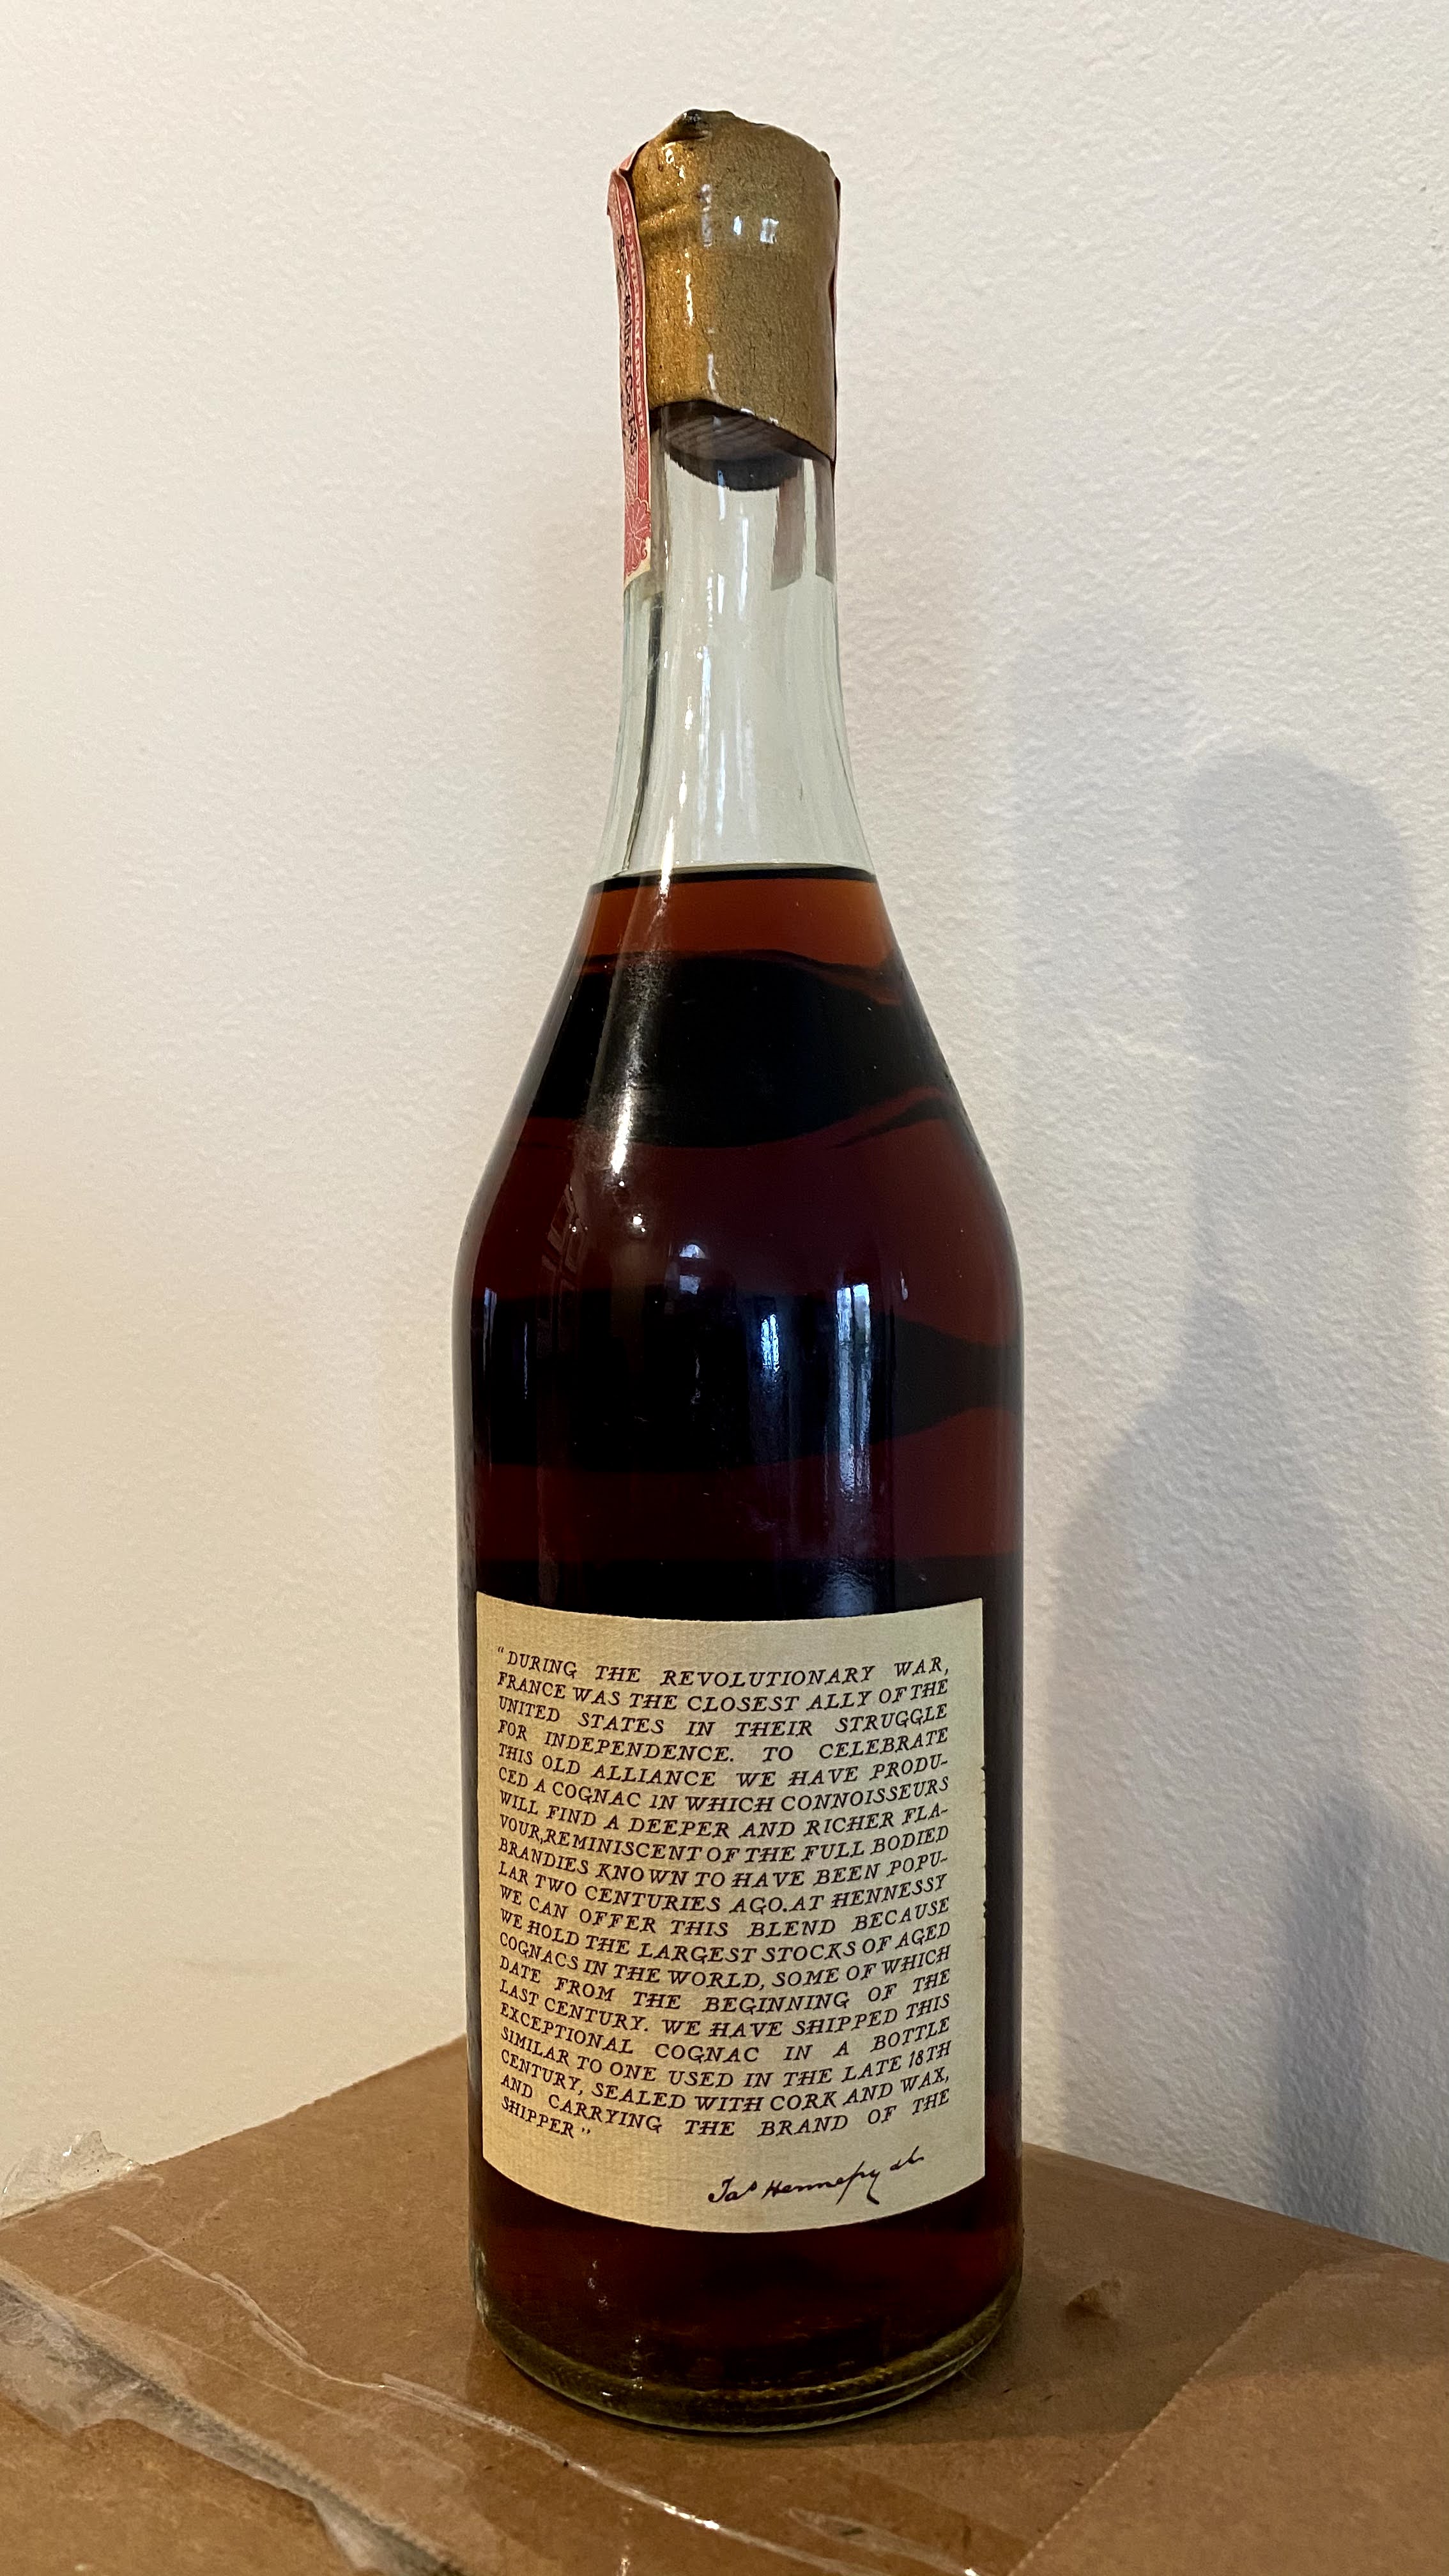 "DURING THE REVOLUTIONARY WAR,
FRANCE WAS THE CLOSEST ALLY OF THE
UNITED STATES IN THEIR STRUGGLE
FOR INDEPENDENCE. TO CELEBRATE
THIS OLD ALLIANCE WE HAVE PRODU-
CED A COGNAC IN WHICH CONNOISSEURS
WILL FIND A DEEPER AND RICHER FLA-
VOUR,REMINISCENT OF THE FULL BODIED
BRANDIES KNOWN TO HAVE BEEN POPU-
LAR TWO CENTURIES AGO.AT HENNESSY
WE CAN OFFER THIS BLEND BECAUSE
WE HOLD THE LARGEST STOCKS OF AGED
COGNACS IN THE WORLD, SOME OF WHICH
DATE FROM THE BEGINNING OF THE
LAST CENTURY. WE HAVE SHIPPED THIS
EXCEPTIONAL COGNAC IN A BOTTLE
SIMILAR TO ONE USED IN THE LATE 18TH
CENTURY, SEALED WITH CORK AND WAX,
AND CARRYING THE BRAND OF THE
SHIPPER"
Jas Hennessy